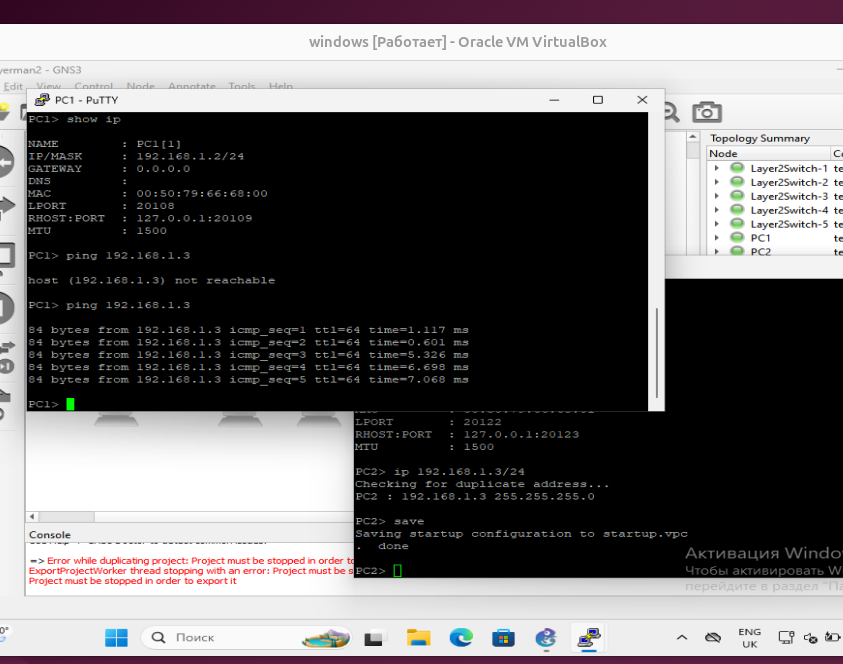 windows [Работает] - Oracle VM VirtualBox
yerman2 - GNS3
Edit View Control Node Annotate Tools Help
PC1 - PuTTY
PC1> show ip
NAME : PC1[1]
IP/MASK : 192.168.1.2/24
GATEWAY : 0.0.0.0
DNS :
MAC : 00:50:79:66:68:00
LPORT : 20108
RHOST:PORT : 127.0.0.1:20109
MTU : 1500
PC1> ping 192.168.1.3
host (192.168.1.3) not reachable
PC1> ping 192.168.1.3
84 bytes from 192.168.1.3 icmp_seq=1 ttl=64 time=1.117 ms
84 bytes from 192.168.1.3 icmp_seq=2 ttl=64 time=0.601 ms
84 bytes from 192.168.1.3 icmp_seq=3 ttl=64 time=5.326 ms
84 bytes from 192.168.1.3 icmp_seq=4 ttl=64 time=6.698 ms
84 bytes from 192.168.1.3 icmp_seq=5 ttl=64 time=7.068 ms
PC1>
Topology Summary
Node Co
Layer2Switch-1 te
Layer2Switch-2 te
Layer2Switch-3 te
Layer2Switch-4 te
Layer2Switch-5 te
PC1 te
PC2 te
LPORT : 20122
RHOST:PORT : 127.0.0.1:20123
MTU : 1500
PC2> ip 192.168.1.3/24
Checking for duplicate address...
PC2 : 192.168.1.3 255.255.255.0
PC2> save
Saving startup configuration to startup.vpc
. done
PC2>
Console
=> Error while duplicating project: Project must be stopped in order to
ExportProjectWorker thread stopping with an error: Project must be s
Project must be stopped in order to export it
Активация Windo
Чтобы активировать W
перейдите в раздел "Па
0°
Поиск
ENG
UK